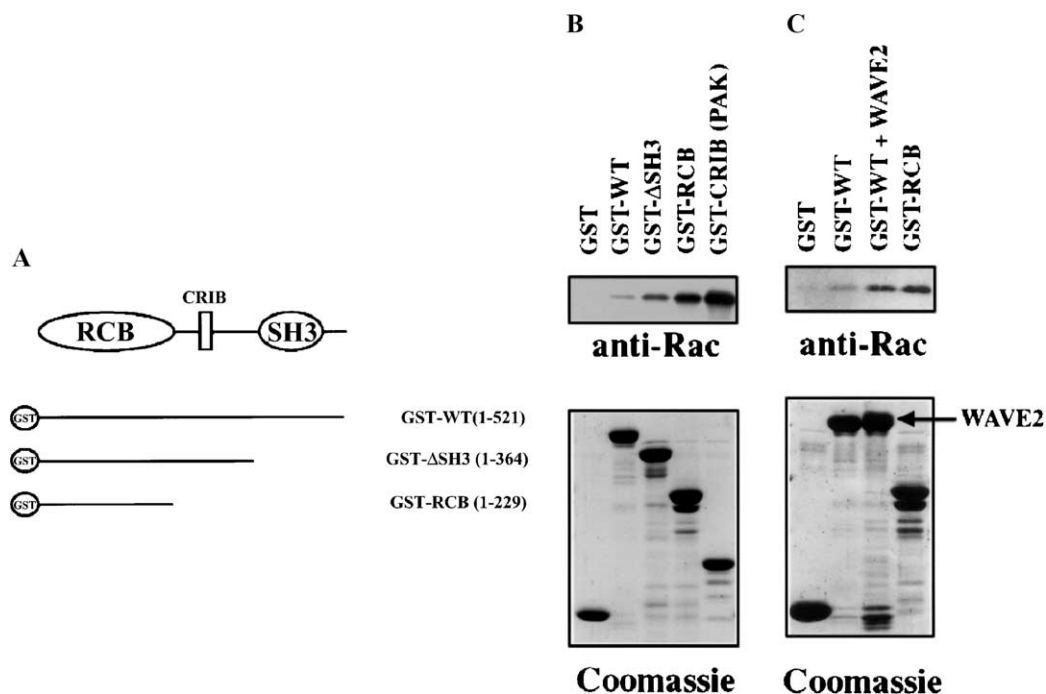 A
CRIB
RCB
SH3
GST
GST-WT(1-521)
GST
GST-ΔSH3 (1-364)
GST
GST-RCB (1-229)
B
GST
GST-WT
GST-ΔSH3
GST-RCB
GST-CRIB (PAK)
anti-Rac
Coomassie
C
GST
GST-WT
GST-WT + WAVE2
GST-RCB
anti-Rac
WAVE2
Coomassie